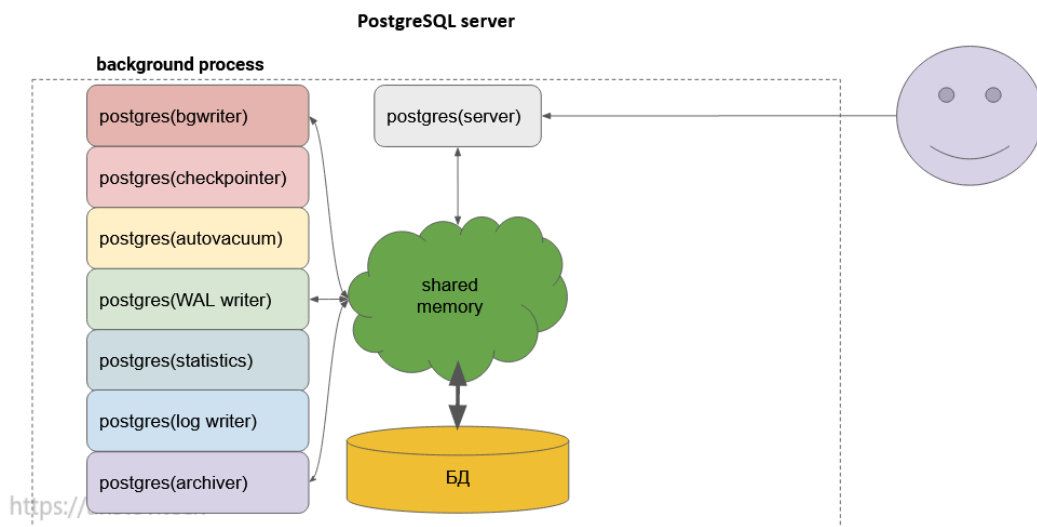 PostgreSQL server
background process
postgres(bgwriter)
postgres(server)
postgres(checkpointer)
postgres(autovacuum)
postgres(WAL writer)
shared
memory
postgres(statistics)
postgres(log writer)
postgres(archiver)
БД
https://